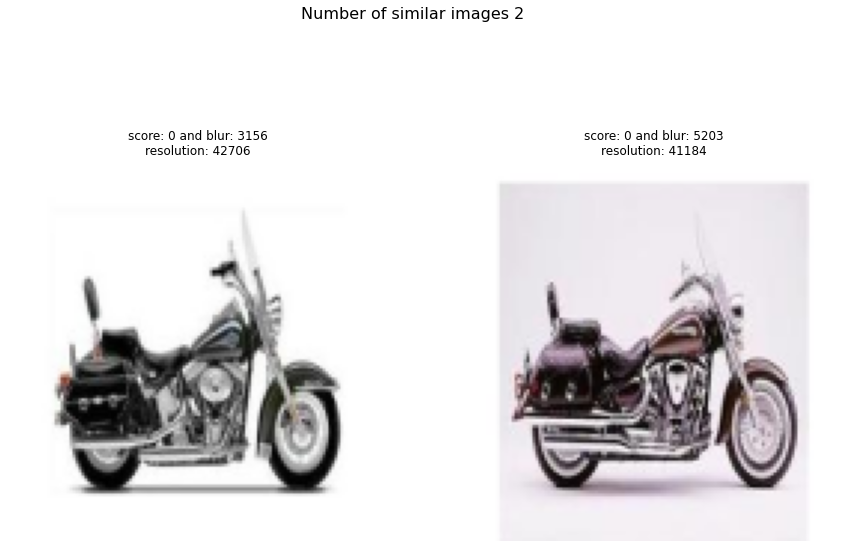 Number of similar images 2
score: 0 and blur: 3156
resolution: 42706
score: 0 and blur: 5203
resolution: 41184